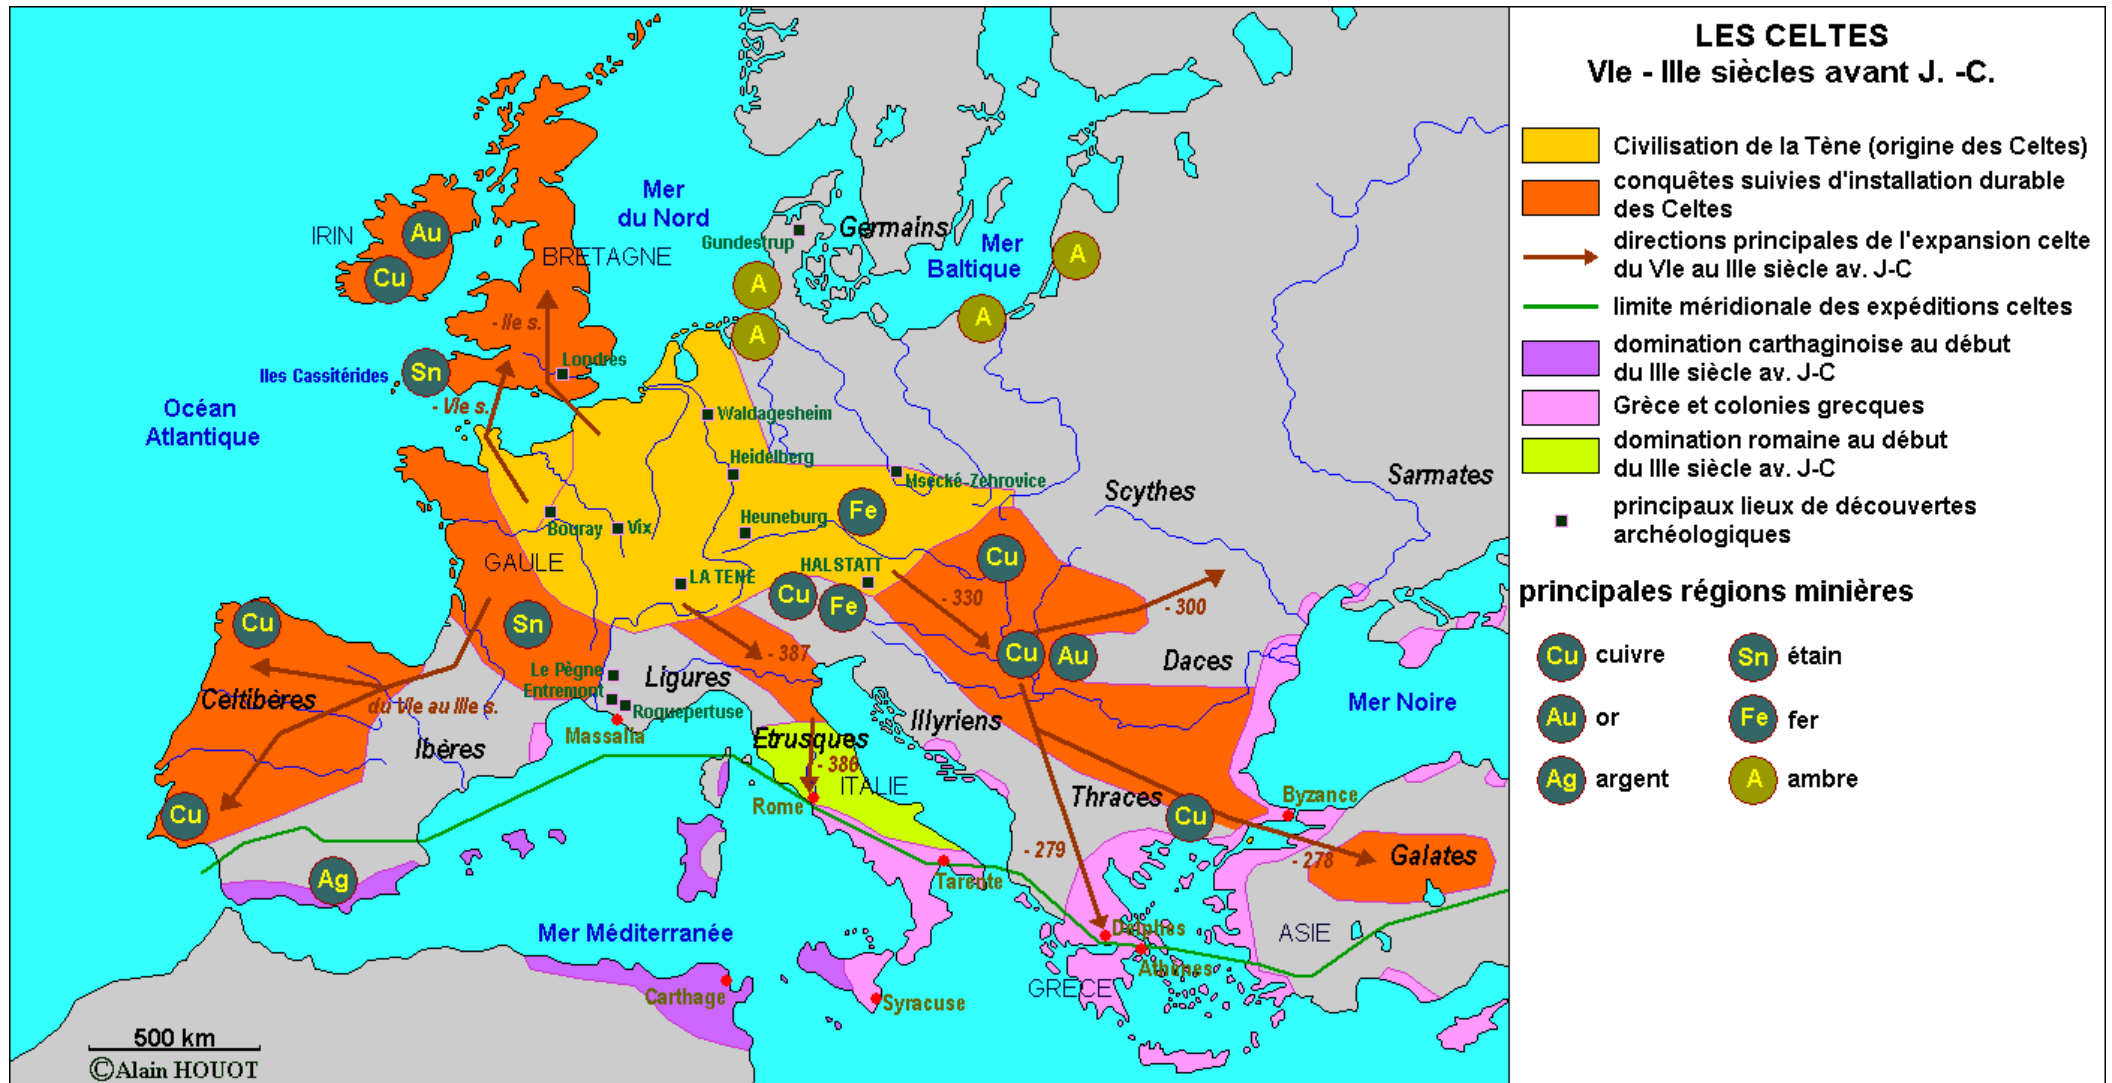 LES CELTES
VIe - IIIe siècles avant J. -C.
Civilisation de la Tène (origine des Celtes)
conquêtes suivies d'installation durable
des Celtes
directions principales de l'expansion celte
du VIe au IIIe siècle av. J-C
limite méridionale des expéditions celtes
domination carthaginoise au début
du IIIe siècle av. J-C
Grèce et colonies grecques
domination romaine au début
du IIIe siècle av. J-C
principaux lieux de découvertes
archéologiques
principales régions minières
Cu cuivre
Sn étain
Au or
Fe fer
Ag argent
A ambre
Mer
du Nord
IRIN
Au
Cu
BRETAGNE
Gundestrup
Germains
Mer
Baltique
A
A
A
A
- IIe s.
Londres
Iles Cassitérides
Sn
- VIe s.
Océan
Atlantique
Waldagesheim
Heidelberg
Msecké-Zehrovice
Scythes
Sarmates
Bouray
Vix
Heuneburg
Fe
GAULE
LA TENE
HALSTATT
Cu
Fe
Cu
- 330
- 300
Cu
Sn
- 387
Cu
Au
Daces
Le Pègne
Entremont
Roquepertuse
Ligures
Celtibères
du VIe au IIIe s.
Ibères
Massalia
Illyriens
Mer Noire
Etrusques
- 386
ITALIE
Rome
Thraces
Cu
Byzance
Cu
Ag
- 279
- 278
Galates
Tarente
Mer Méditerranée
Delphes
Athènes
ASIE
GRECE
Carthage
Syracuse
500 km
©Alain HOUOT